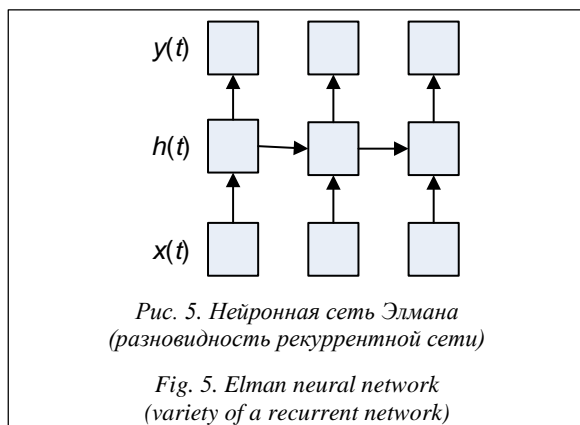 y(t)
h(t)
x(t)
Рис. 5. Нейронная сеть Элмана
(разновидность рекуррентной сети)
Fig. 5. Elman neural network
(variety of a recurrent network)